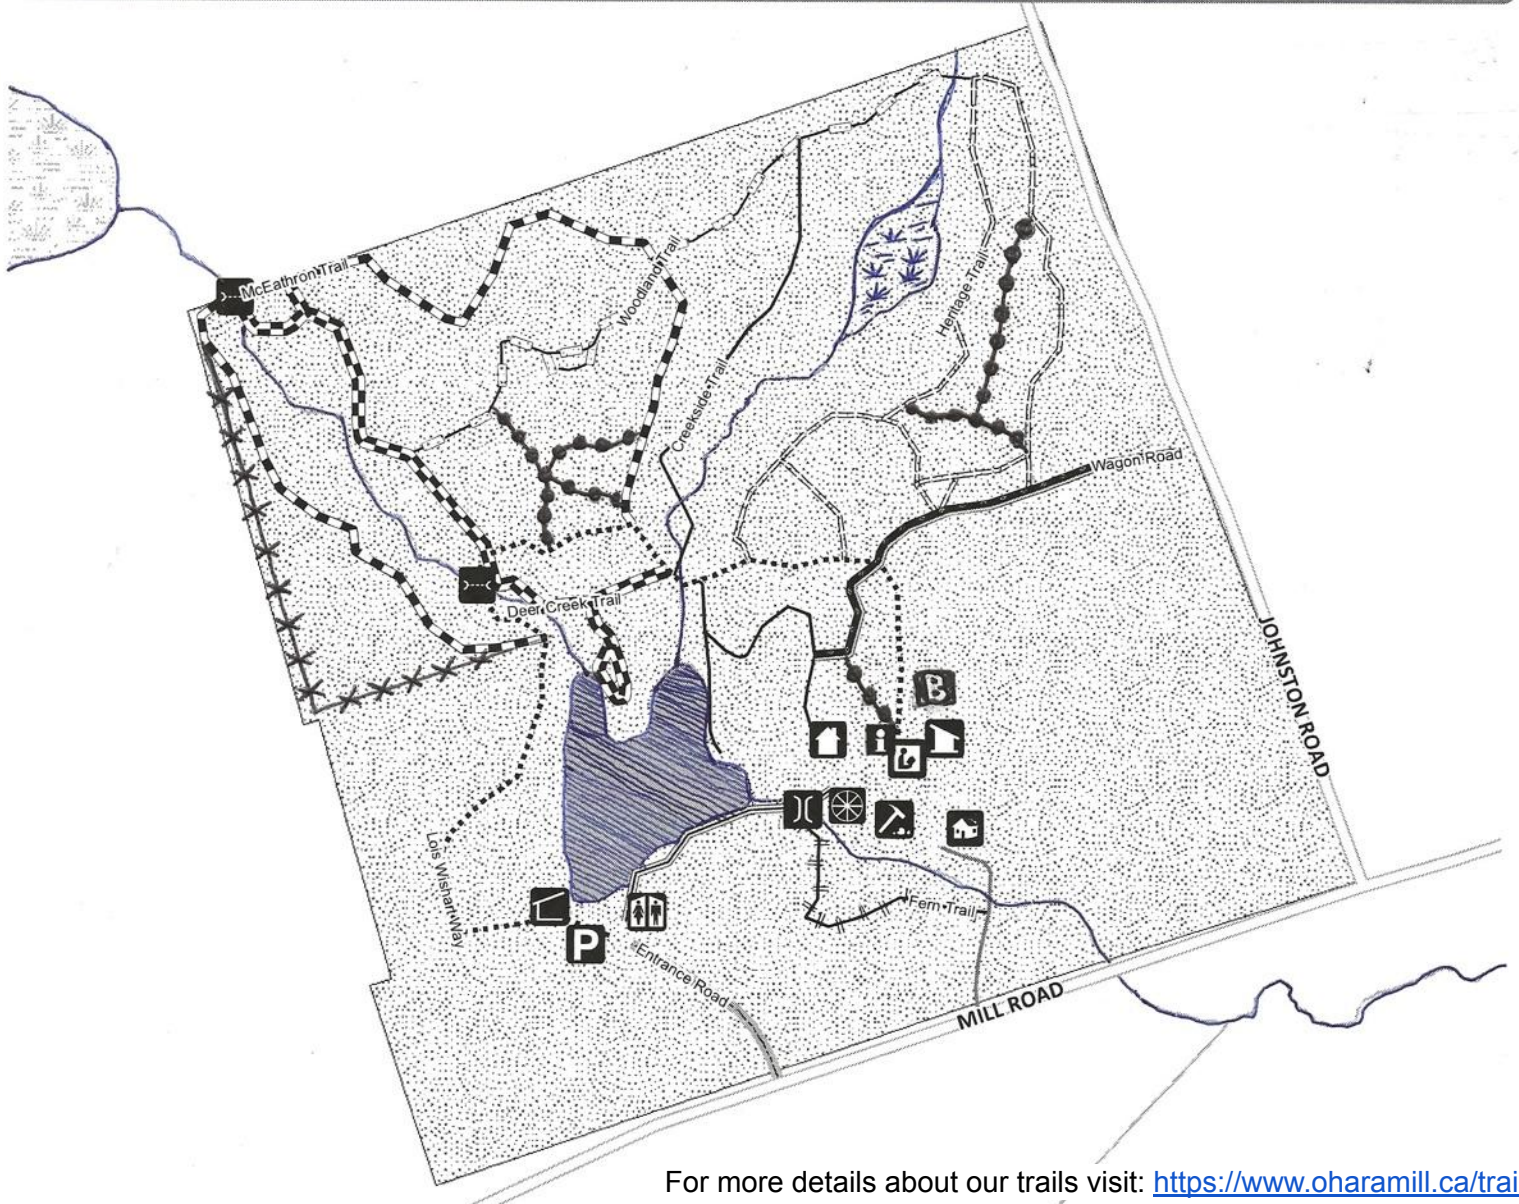 McEathron Trail
Woodland Trail
Creekside Trail
Heritage Trail
Wagon Road
Deer Creek Trail
B
i
JOHNSTON ROAD
Lois Wisham Way
P
Fern Trail
Entrance Road
MILL ROAD
For more details about our trails visit: https://www.oharamill.ca/trai